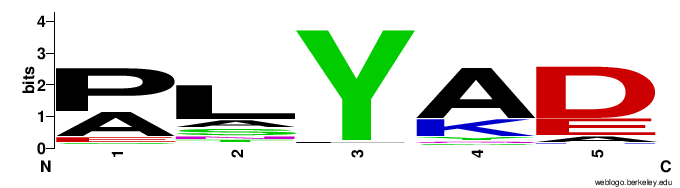 bits
4
3
2
1
0
P L Y A D
A A K E
E A
N 1 2 3 4 5 C
weblogo.berkeley.edu